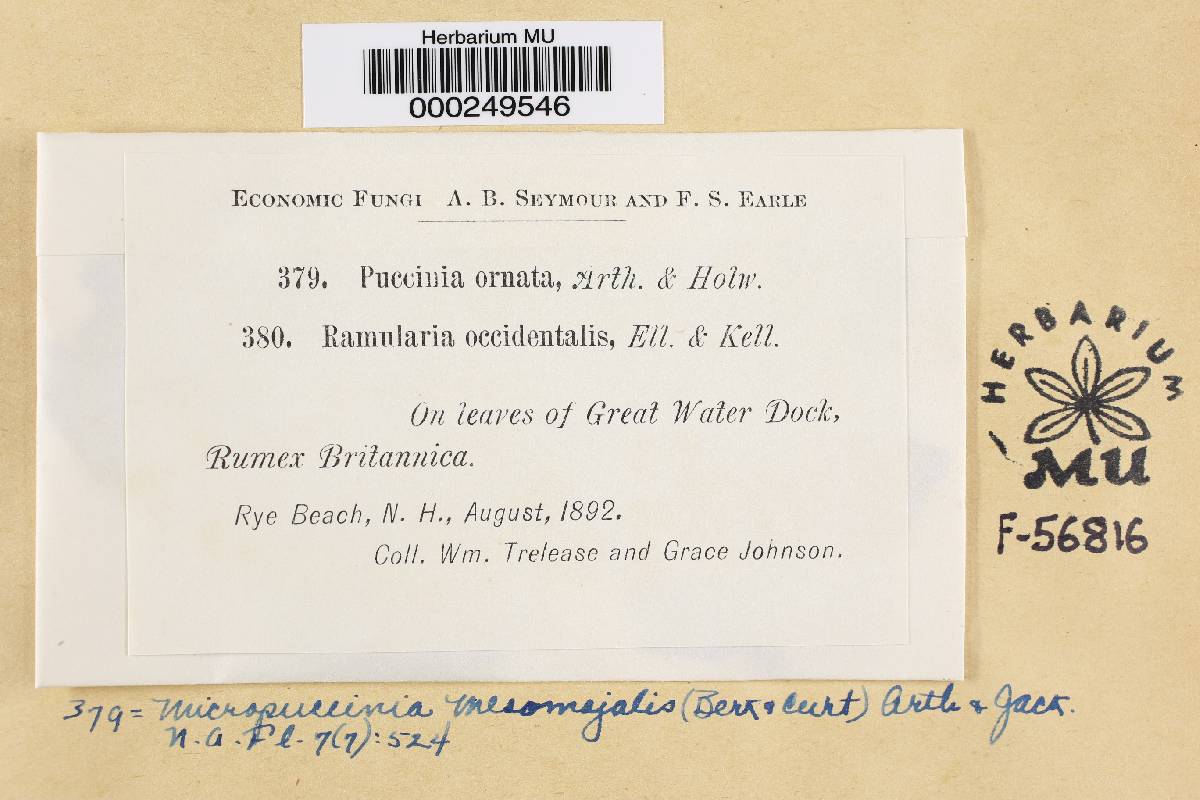 Herbarium MU
000249546
Economic Fungi A. B. Seymour and F. S. Earle
379. Puccinia ornata, Arth. & Holw.
380. Ramularia occidentalis, Ell. & Kell.
On leaves of Great Water Dock,
Rumex Britannica.
Rye Beach, N. H., August, 1892.
Coll. Wm. Trelease and Grace Johnson.
HERBARIUM
MU
F-56816
379 = Micropuccinia mesomajalis (Berk & Curt) Arth & Jack.
N. A. Fl. 7(7): 524